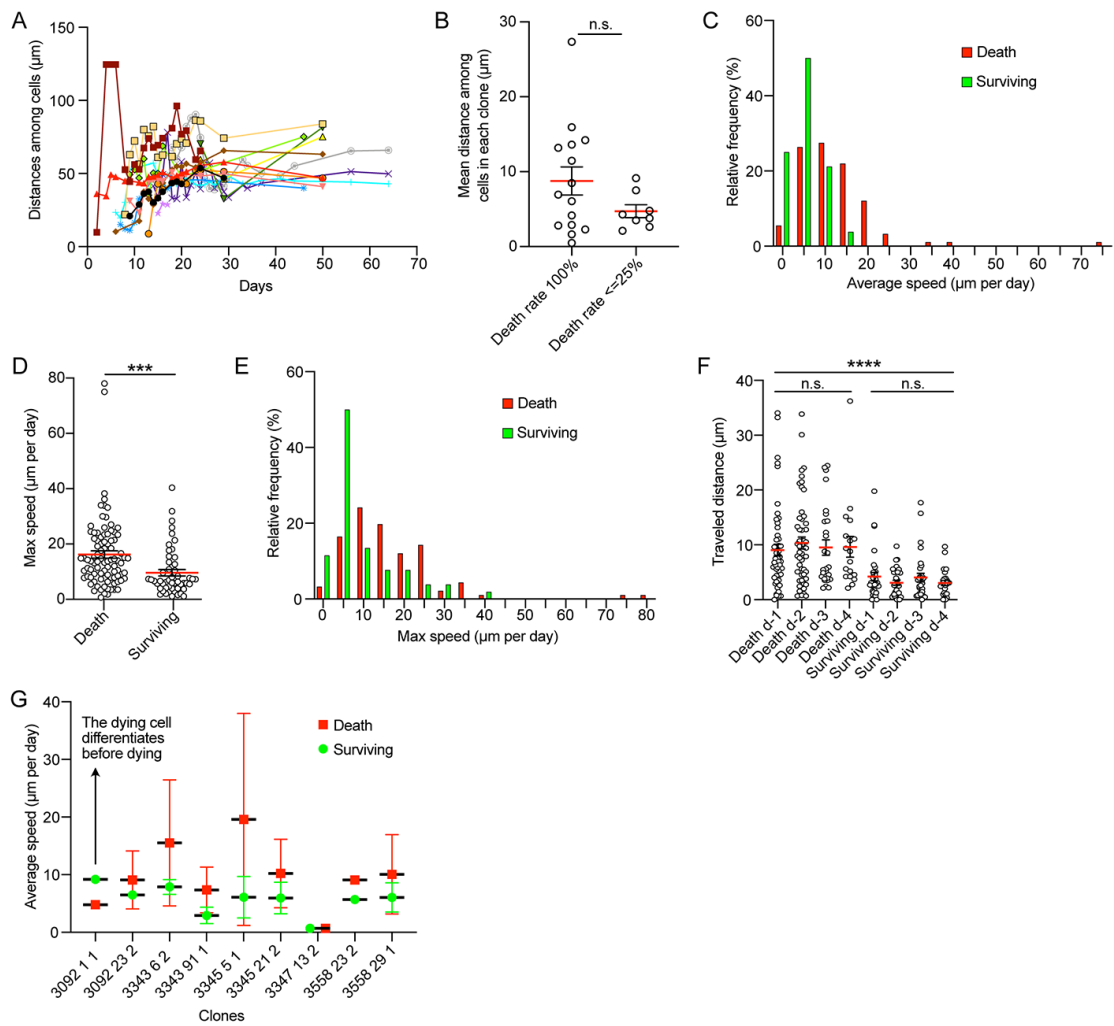 A
150
100
50
0
Distances among cells (µm)
0 10 20 30 40 50 60 70
Days
B
n.s.
30
20
10
0
Mean distance among
cells in each clone (µm)
Death rate 100%
Death rate <=25%
C
60
40
20
0
Relative frequency (%)
Death
Surviving
0 10 20 30 40 50 60 70
Average speed (µm per day)
D
***
80
60
40
20
0
Max speed (µm per day)
Death
Surviving
E
60
40
20
0
Relative frequency (%)
Death
Surviving
0 10 20 30 40 50 60 70 80
Max speed (µm per day)
F
****
n.s. n.s.
40
30
20
10
0
Traveled distance (µm)
Death d-1
Death d-2
Death d-3
Death d-4
Surviving d-1
Surviving d-2
Surviving d-3
Surviving d-4
G
40
30
20
10
0
Average speed (µm per day)
The dying cell
differentiates
before dying
Death
Surviving
3092 1 1
3092 23 2
3343 6 2
3343 91 1
3345 5 1
3345 21 2
3347 13 2
3558 23 2
3558 29 1
Clones